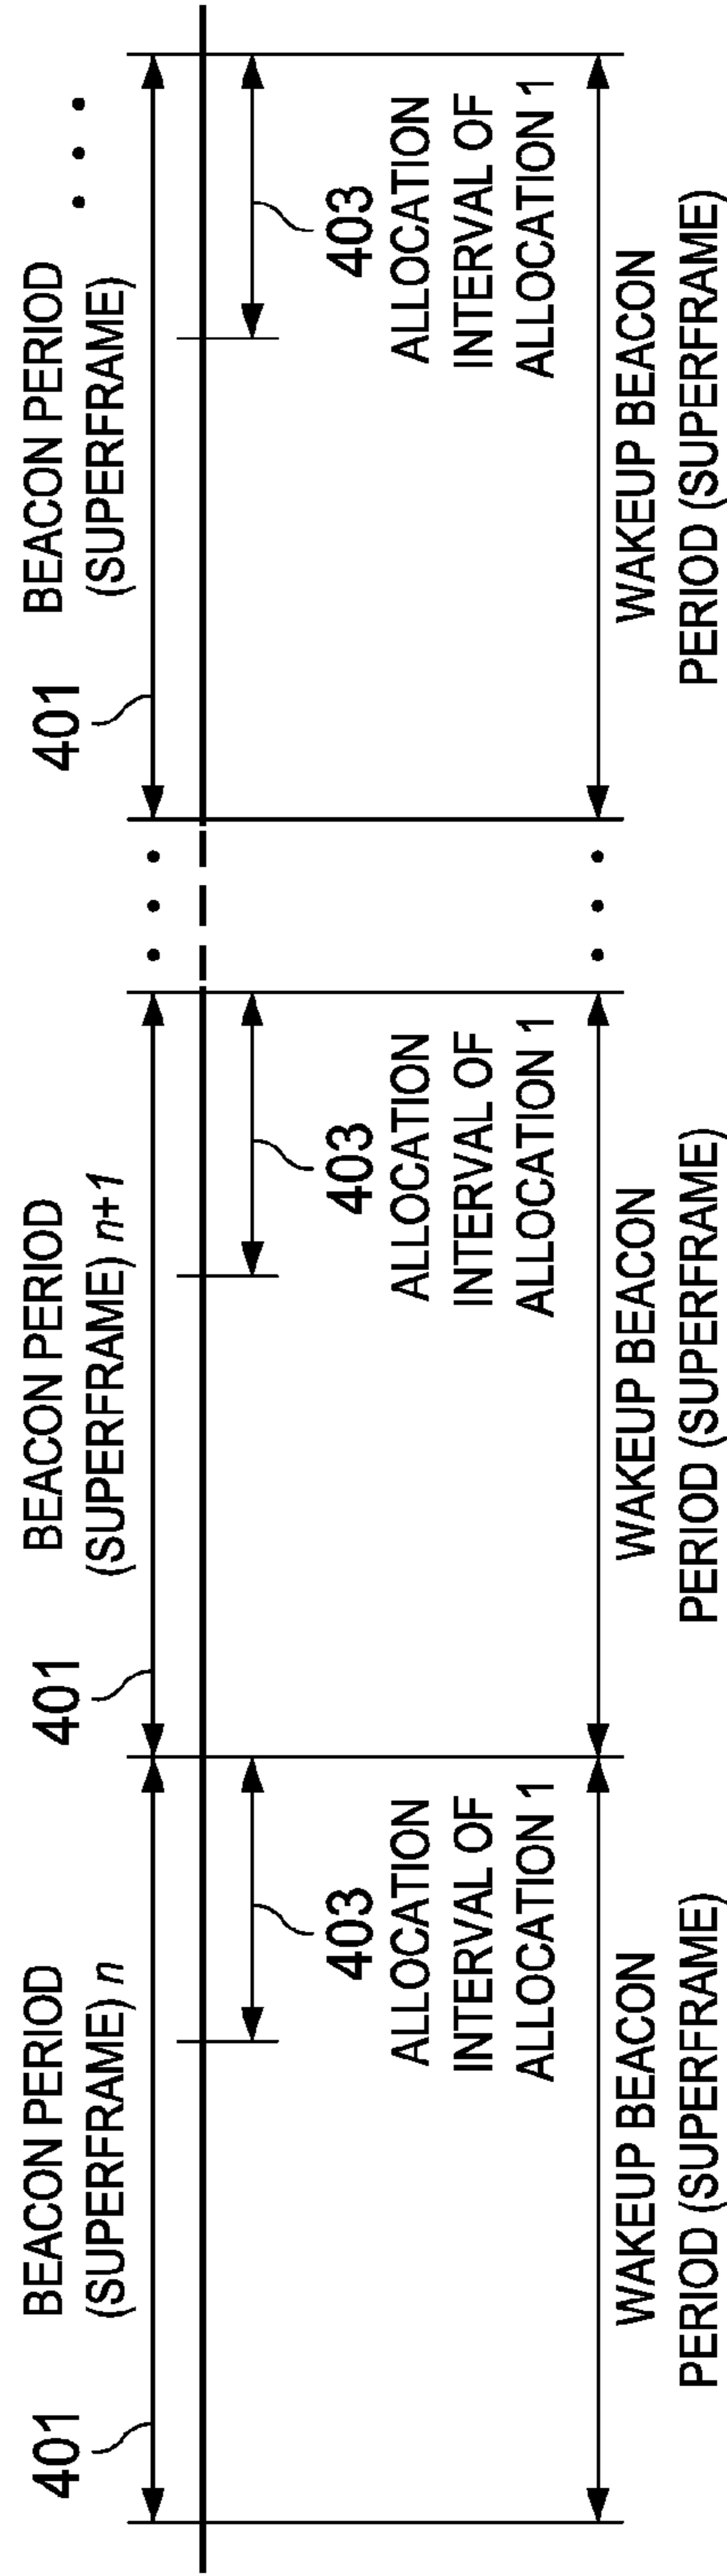 401
BEACON PERIOD
(SUPERFRAME) n
401
BEACON PERIOD
(SUPERFRAME) n+1
401
BEACON PERIOD
(SUPERFRAME)
403
ALLOCATION
INTERVAL OF
ALLOCATION 1
403
ALLOCATION
INTERVAL OF
ALLOCATION 1
403
ALLOCATION
INTERVAL OF
ALLOCATION 1
WAKEUP BEACON
PERIOD (SUPERFRAME)
WAKEUP BEACON
PERIOD (SUPERFRAME)
WAKEUP BEACON
PERIOD (SUPERFRAME)